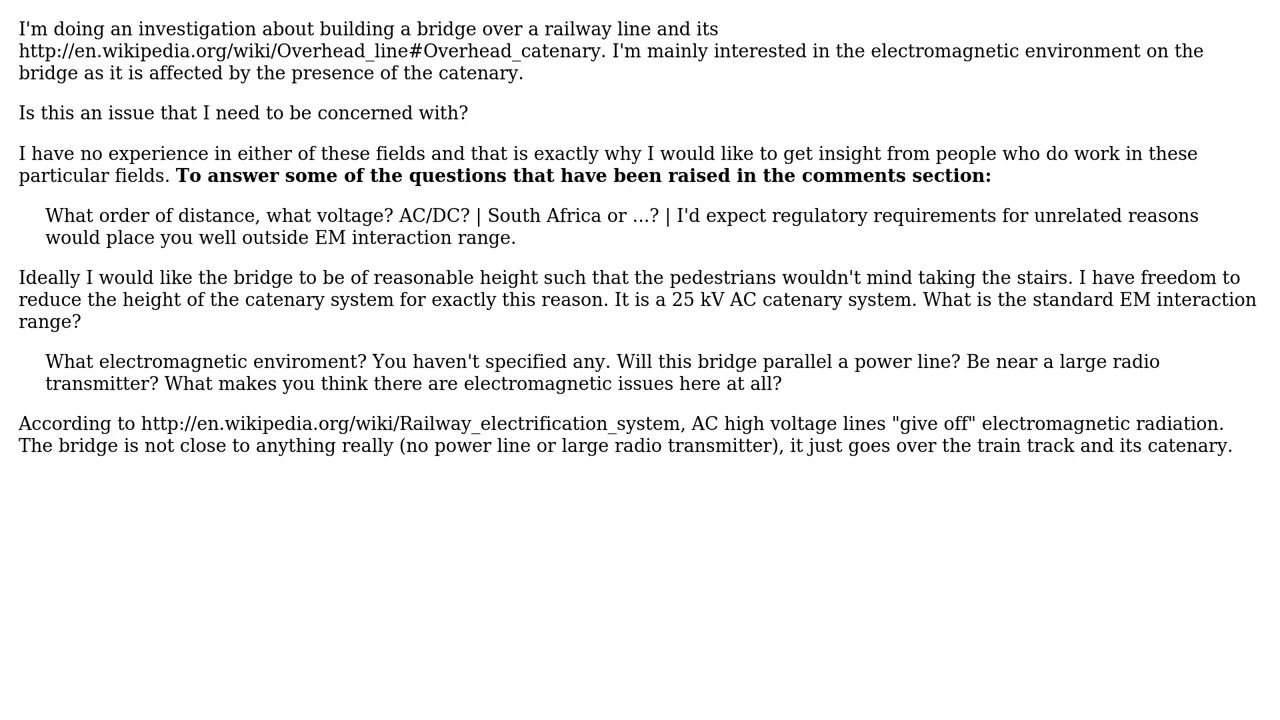 I'm doing an investigation about building a bridge over a railway line and its
http://en.wikipedia.org/wiki/Overhead_line#Overhead_catenary. I'm mainly interested in the electromagnetic environment on the
bridge as it is affected by the presence of the catenary.
Is this an issue that I need to be concerned with?
I have no experience in either of these fields and that is exactly why I would like to get insight from people who do work in these
particular fields. To answer some of the questions that have been raised in the comments section:
What order of distance, what voltage? AC/DC? | South Africa or ...? | I'd expect regulatory requirements for unrelated reasons
would place you well outside EM interaction range.
Ideally I would like the bridge to be of reasonable height such that the pedestrians wouldn't mind taking the stairs. I have freedom to
reduce the height of the catenary system for exactly this reason. It is a 25 kV AC catenary system. What is the standard EM interaction
range?
What electromagnetic enviroment? You haven't specified any. Will this bridge parallel a power line? Be near a large radio
transmitter? What makes you think there are electromagnetic issues here at all?
According to http://en.wikipedia.org/wiki/Railway_electrification_system, AC high voltage lines "give off" electromagnetic radiation.
The bridge is not close to anything really (no power line or large radio transmitter), it just goes over the train track and its catenary.